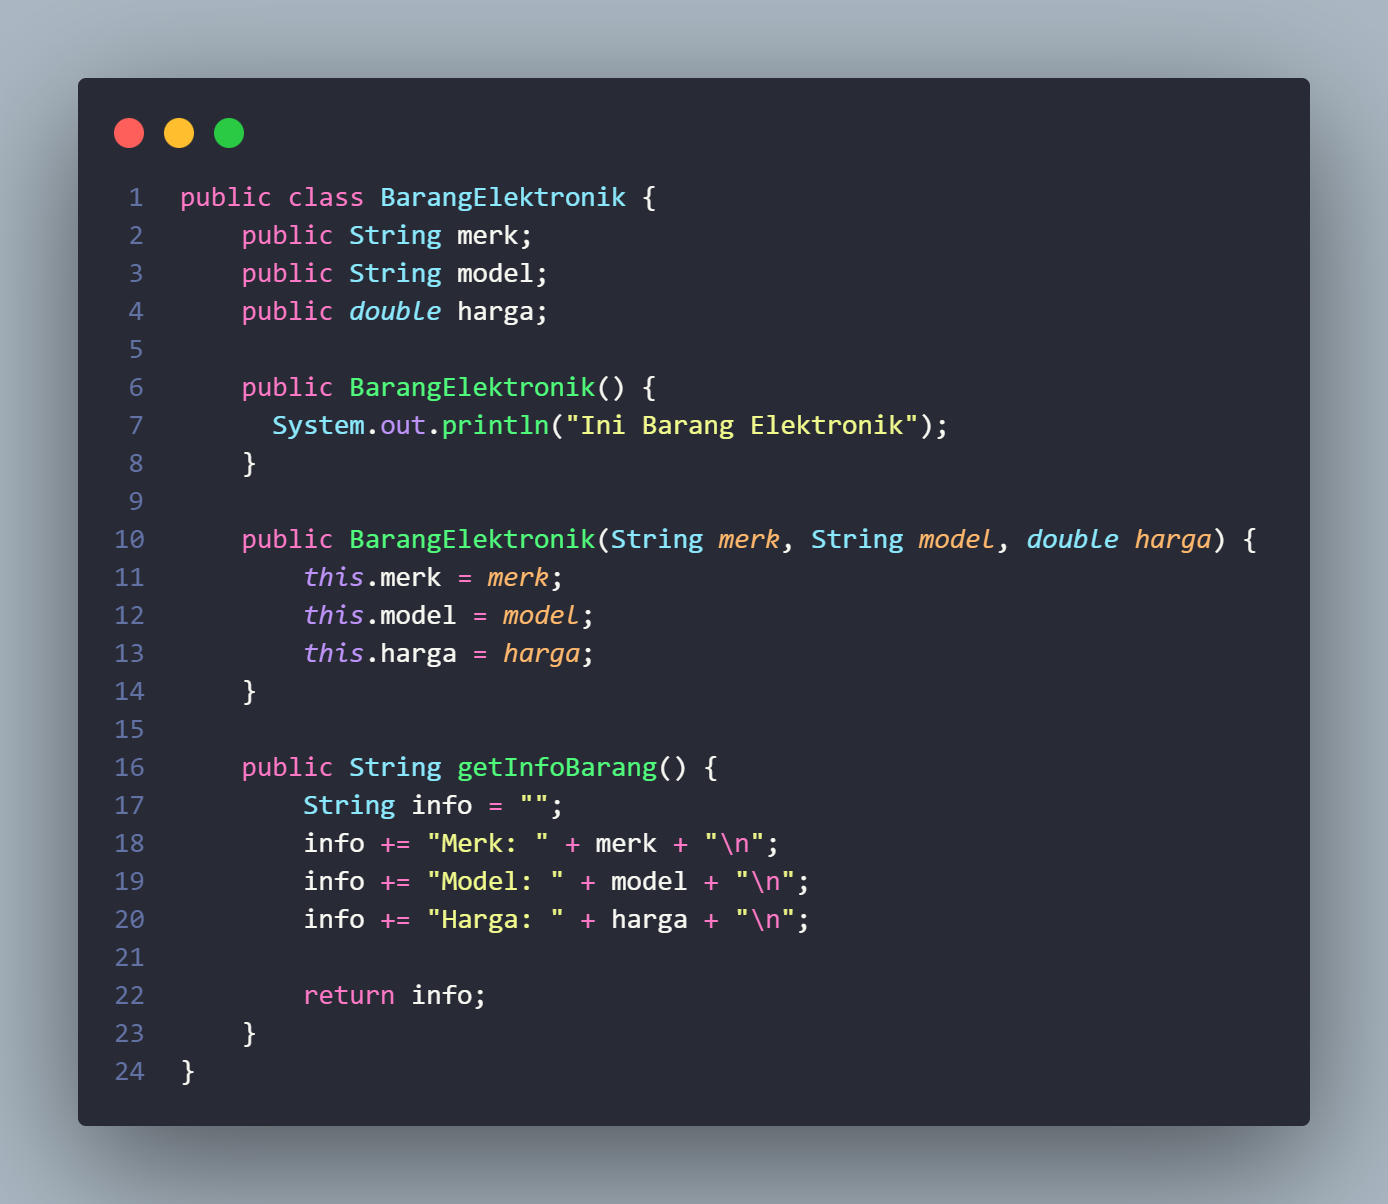 1 public class BarangElektronik {
2     public String merk;
3     public String model;
4     public double harga;
5
6     public BarangElektronik() {
7       System.out.println("Ini Barang Elektronik");
8     }
9
10     public BarangElektronik(String merk, String model, double harga) {
11         this.merk = merk;
12         this.model = model;
13         this.harga = harga;
14     }
15
16     public String getInfoBarang() {
17         String info = "";
18         info += "Merk: " + merk + "\n";
19         info += "Model: " + model + "\n";
20         info += "Harga: " + harga + "\n";
21
22         return info;
23     }
24 }